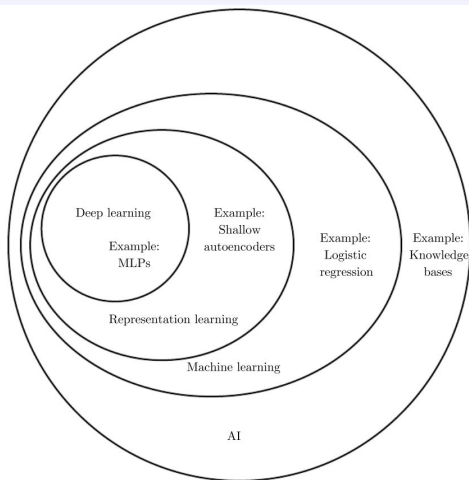 Deep learning
Example:
MLPs
Example:
Shallow
autoencoders
Example:
Logistic
regression
Example:
Knowledge
bases
Representation learning
Machine learning
AI